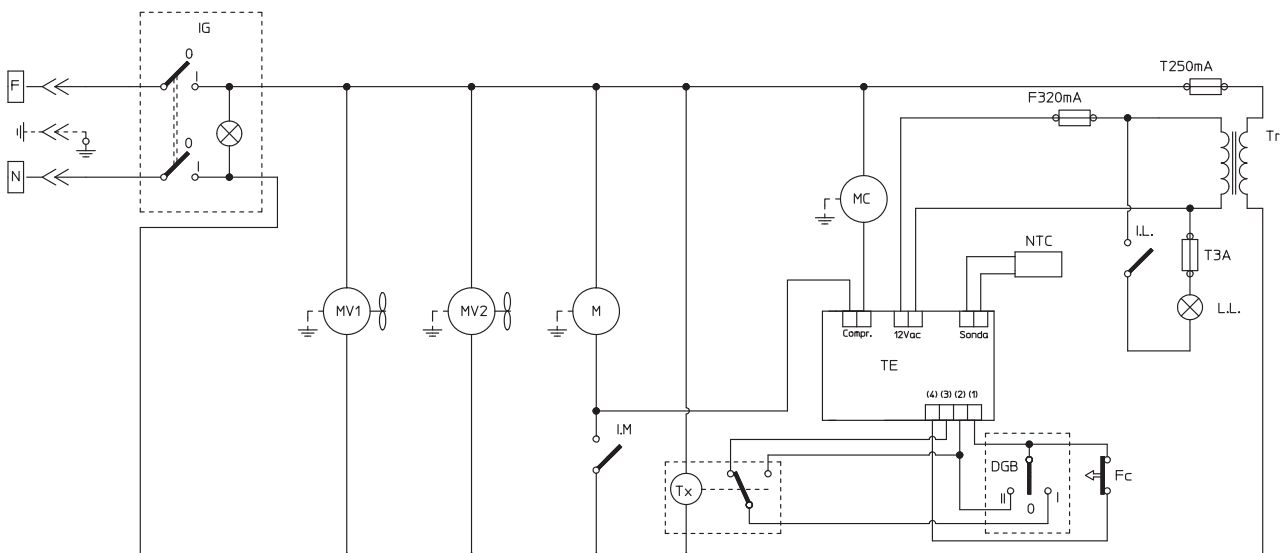 IG
0
I
F
0
I
N
T250mA
F320mA
Tr
MC
I.L.
NTC
T3A
MV1
MV2
M
L.L.
Compr.
12Vac
Sonda
TE
(4) (3) (2) (1)
I.M
DGB
Fc
Tx
II
0
I